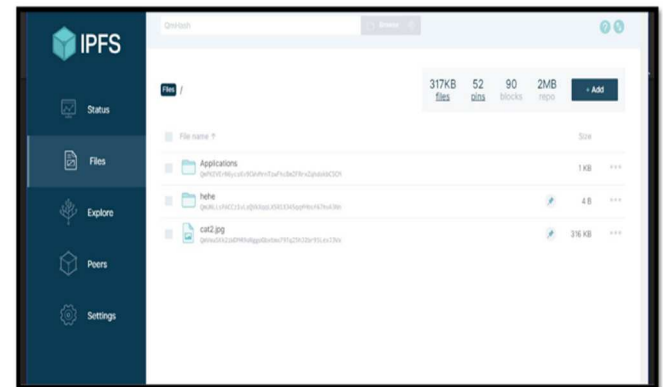 IPFS
QmHash
Browse
Status
Files
Explore
Peers
Settings
Files /
317KB files
52 pins
90 blocks
2MB repo
+ Add
File name ↑
Size
Applications
1 KB
hehe
4 B
cat2.jpg
316 KB